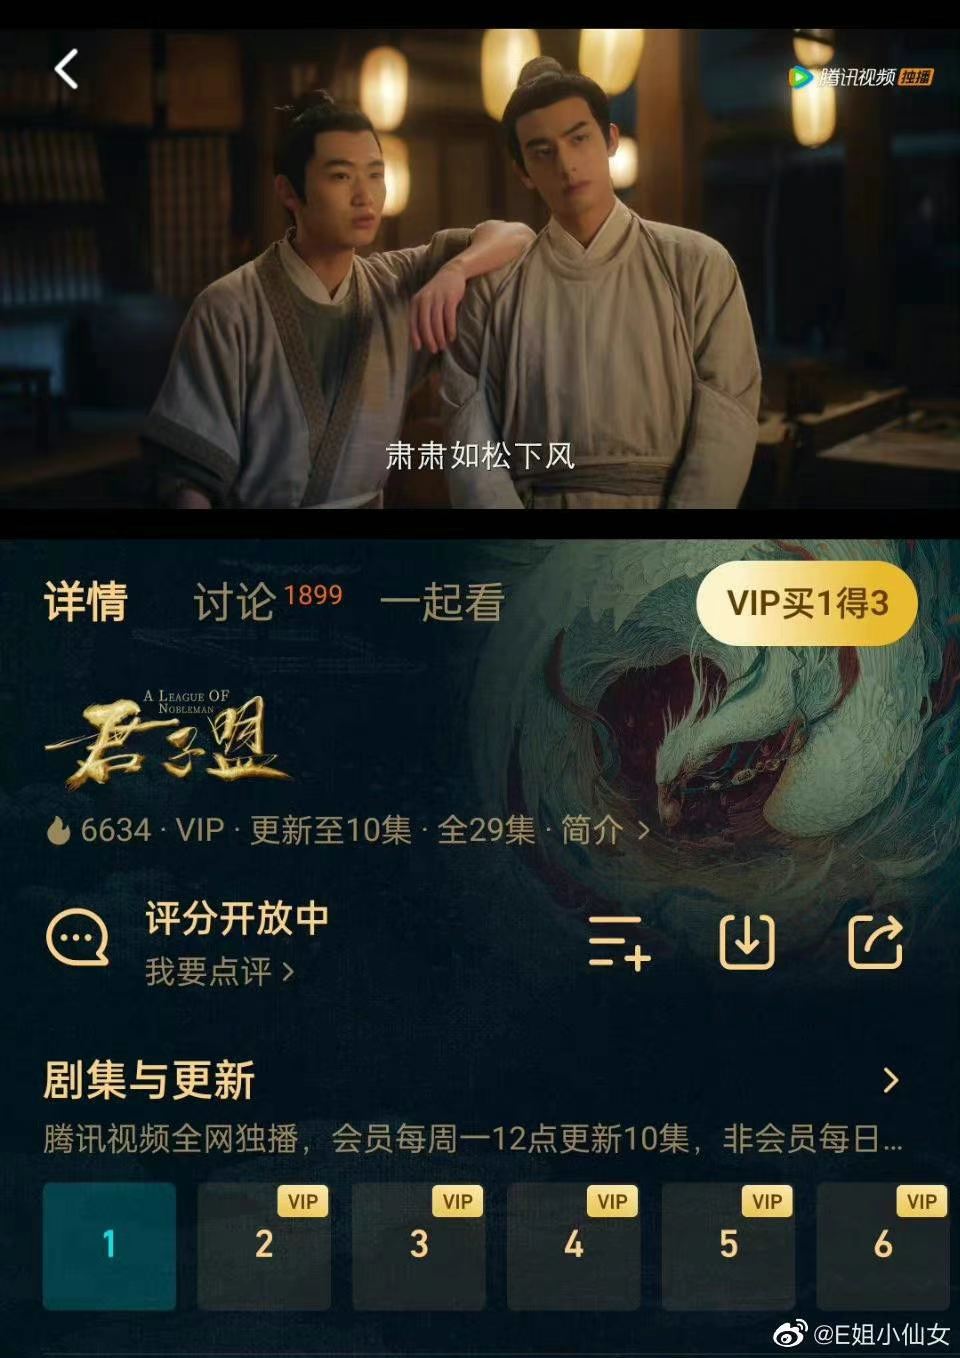 腾讯视频 独播
肃肃如松下风
详情
讨论 1899
一起看
VIP买1得3
A LEAGUE OF
NOBLEMAN
君子盟
6634 · VIP · 更新至10集 · 全29集 · 简介 >
评分开放中
我要点评 >
剧集与更新 >
腾讯视频全网独播，会员每周一12点更新10集，非会员每日...
1
2 VIP
3 VIP
4 VIP
5 VIP
6 VIP
@E姐小仙女